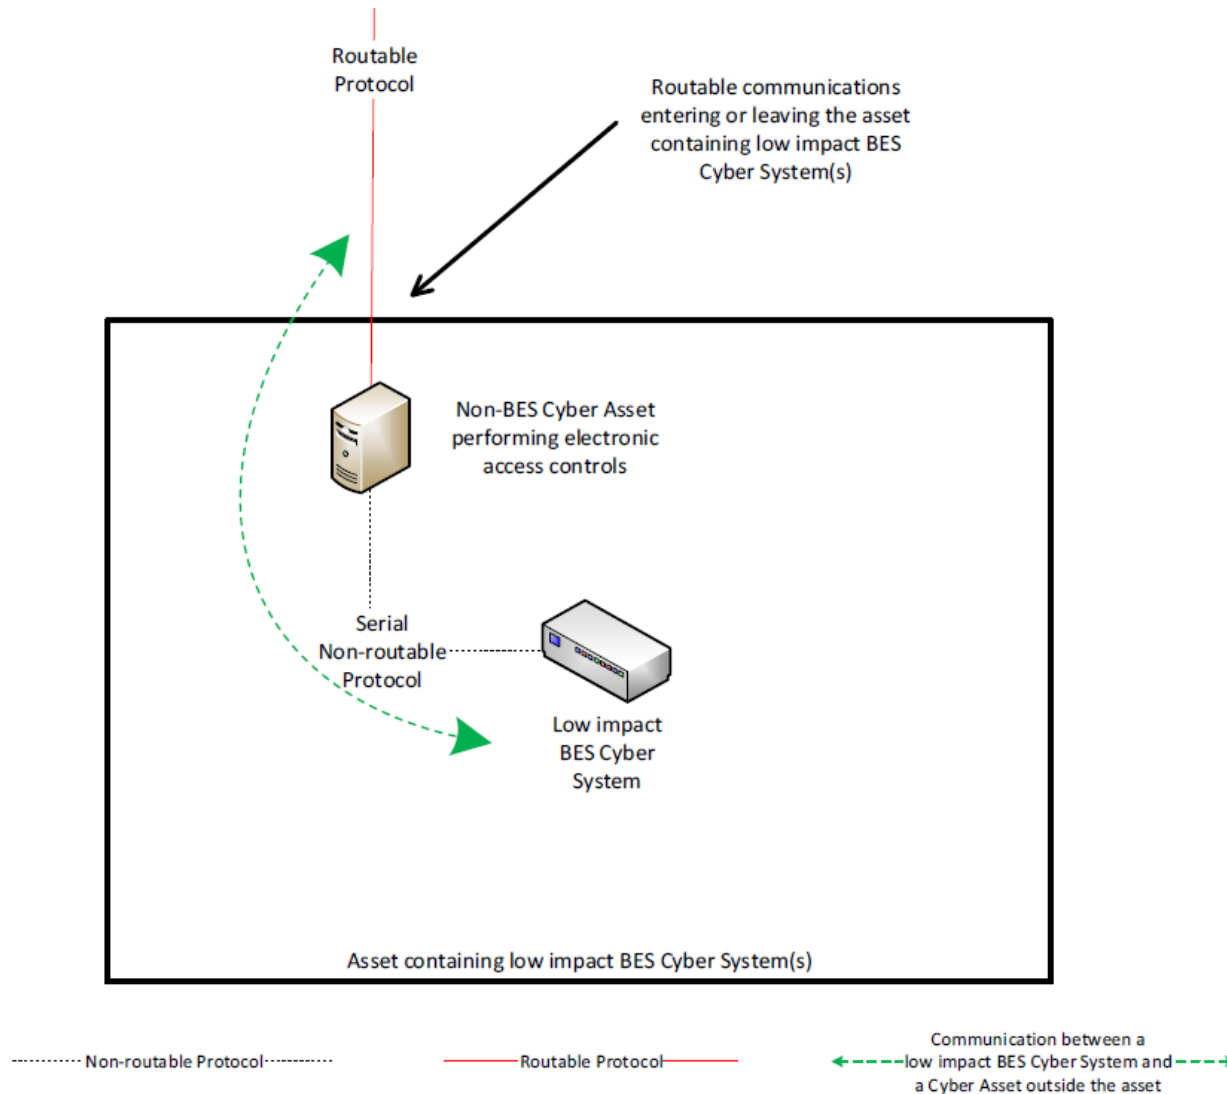 Routable
Protocol
Routable communications
entering or leaving the asset
containing low impact BES
Cyber System(s)
Non-BES Cyber Asset
performing electronic
access controls
Serial
Non-routable
Protocol
Low impact
BES Cyber
System
Asset containing low impact BES Cyber System(s)
Non-routable Protocol
Routable Protocol
Communication between a
low impact BES Cyber System and
a Cyber Asset outside the asset